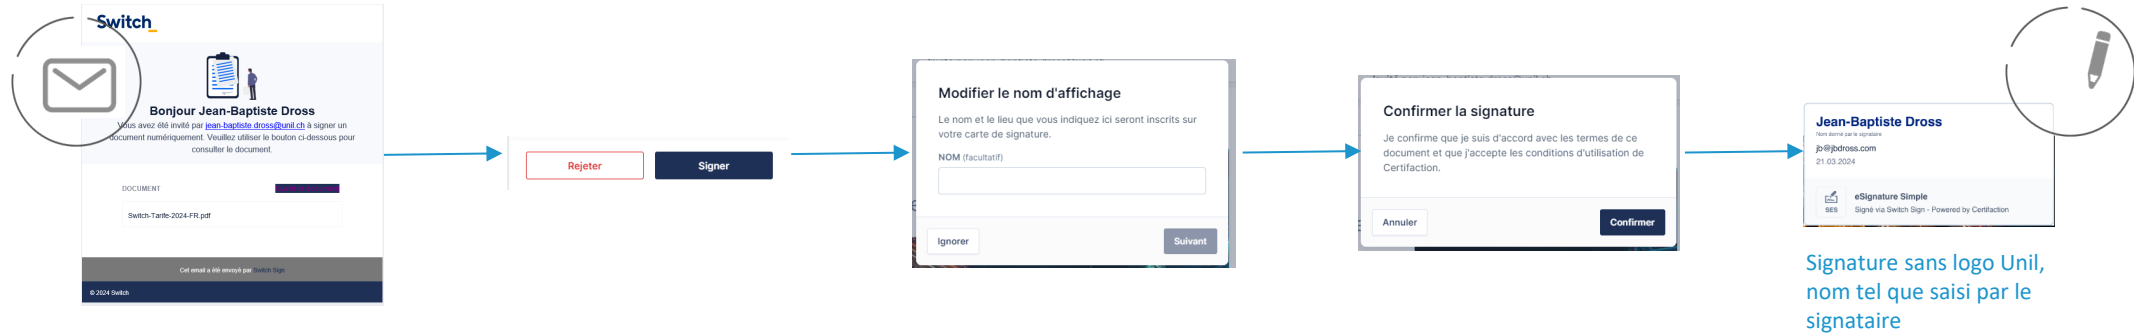 Switch_
Bonjour Jean-Baptiste Dross
Vous avez été invité par jean-baptiste.dross@unil.ch à signer un
document numériquement. Veuillez utiliser le bouton ci-dessous pour
consulter le document.
DOCUMENT
Switch-Tarife-2024-FR.pdf
Cet email a été envoyé par Switch Sign
© 2024 Switch
Rejeter
Signer
Modifier le nom d'affichage
Le nom et le lieu que vous indiquez ici seront inscrits sur
votre carte de signature.
NOM (facultatif)
Ignorer
Suivant
Confirmer la signature
Je confirme que je suis d'accord avec les termes de ce
document et que j'accepte les conditions d'utilisation de
Certifaction.
Annuler
Confirmer
Jean-Baptiste Dross
Nom donné par le signataire
jb@jbdross.com
21.03.2024
SES
eSignature Simple
Signé via Switch Sign - Powered by Certifaction
Signature sans logo Unil,
nom tel que saisi par le
signataire